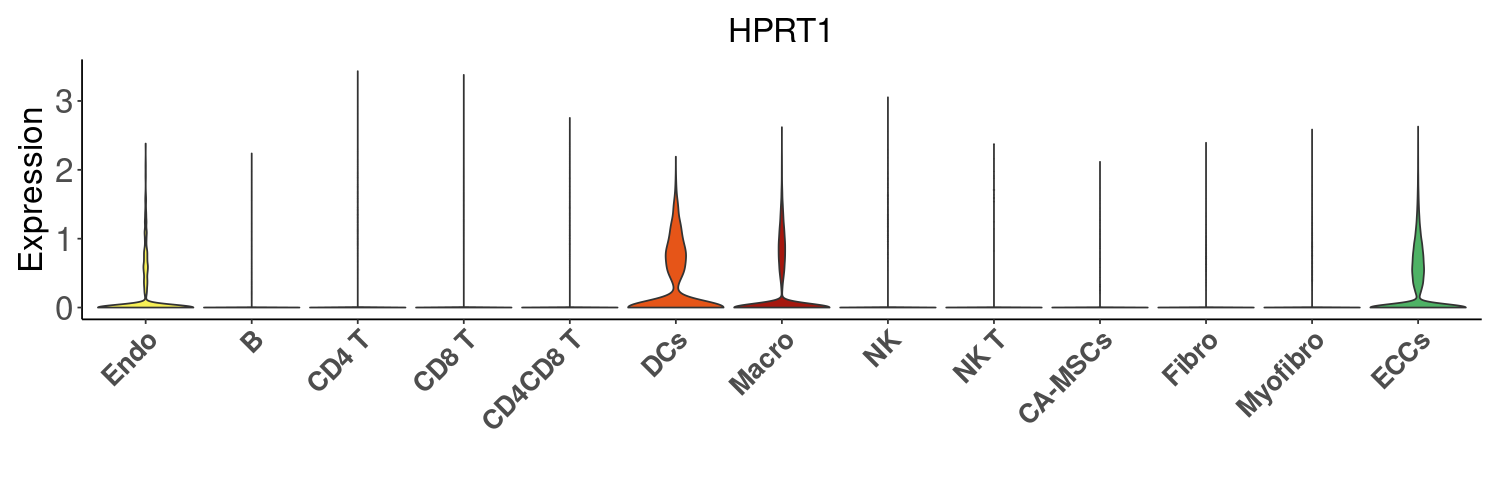 HPRT1
Expression
3
2
1
0
Endo
B
CD4 T
CD8 T
CD4CD8 T
DCs
Macro
NK
NK T
CA-MSCs
Fibro
Myofibro
ECCs